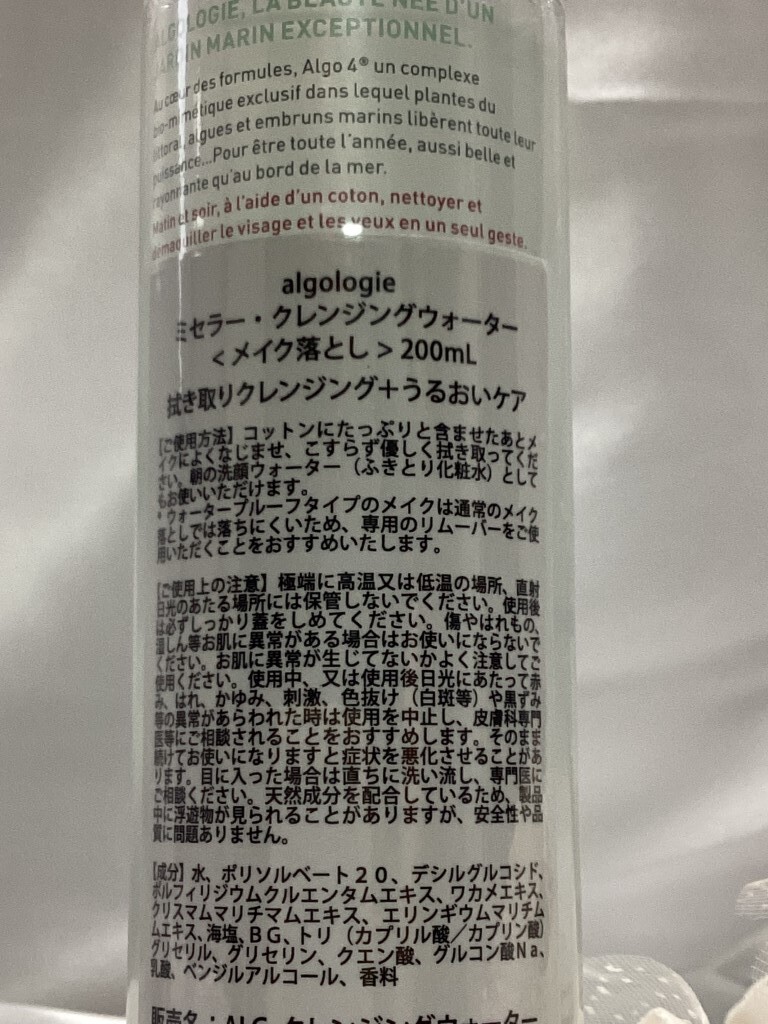 ALGOLOGIE, LA BEAUTÉ NÉE D'UN
JARDIN MARIN EXCEPTIONNEL.
Au cœur des formules, Algo 4® un complexe
bio-mimétique exclusif dans lequel plantes du
littoral, algues et embruns marins libèrent toute leur
puissance...Pour être toute l'année, aussi belle et
rayonnante qu'au bord de la mer.
Matin et soir, à l'aide d'un coton, nettoyer et
démaquiller le visage et les yeux en un seul geste.
algologie
ミセラー・クレンジングウォーター
＜メイク落とし＞200mL
拭き取りクレンジング＋うるおいケア
【ご使用方法】コットンにたっぷりと含ませたあとメ
イクによくなじませ、こすらず優しく拭き取ってくだ
さい。朝の洗顔ウォーター（ふきとり化粧水）として
もお使いいただけます。
*ウォータープルーフタイプのメイクは通常のメイク
落としでは落ちにくいため、専用のリムーバーをご使
用いただくことをおすすめいたします。
【ご使用上の注意】極端に高温又は低温の場所、直射
日光のあたる場所には保管しないでください。使用後
は必ずしっかり蓋をしめてください。傷やはれもの、
湿しん等お肌に異常がある場合はお使いにならないで
ください。お肌に異常が生じてないかよく注意してご
使用ください。使用中、又は使用後日光にあたって赤
み、はれ、かゆみ、刺激、色抜け（白斑等）や黒ずみ
等の異常があらわれた時は使用を中止し、皮膚科専門
医等にご相談されることをおすすめします。そのまま
続けてお使いになりますと症状を悪化させることがあ
ります。目に入った場合は直ちに洗い流し、専門医に
ご相談ください。天然成分を配合しているため、製品
中に浮遊物が見られることがありますが、安全性や品
質に問題ありません。
【成分】水、ポリソルベート２０、デシルグルコシド、
ポルフィリジウムクルエンタムエキス、ワカメエキス、
クリスマムマリチマムエキス、エリンギウムマリチム
ムエキス、海塩、ＢＧ、トリ（カプリル酸／カプリン酸）
グリセリル、グリセリン、クエン酸、グルコン酸Ｎａ、
乳酸、ベンジルアルコール、香料
販売名：ALG クレンジングウォーター